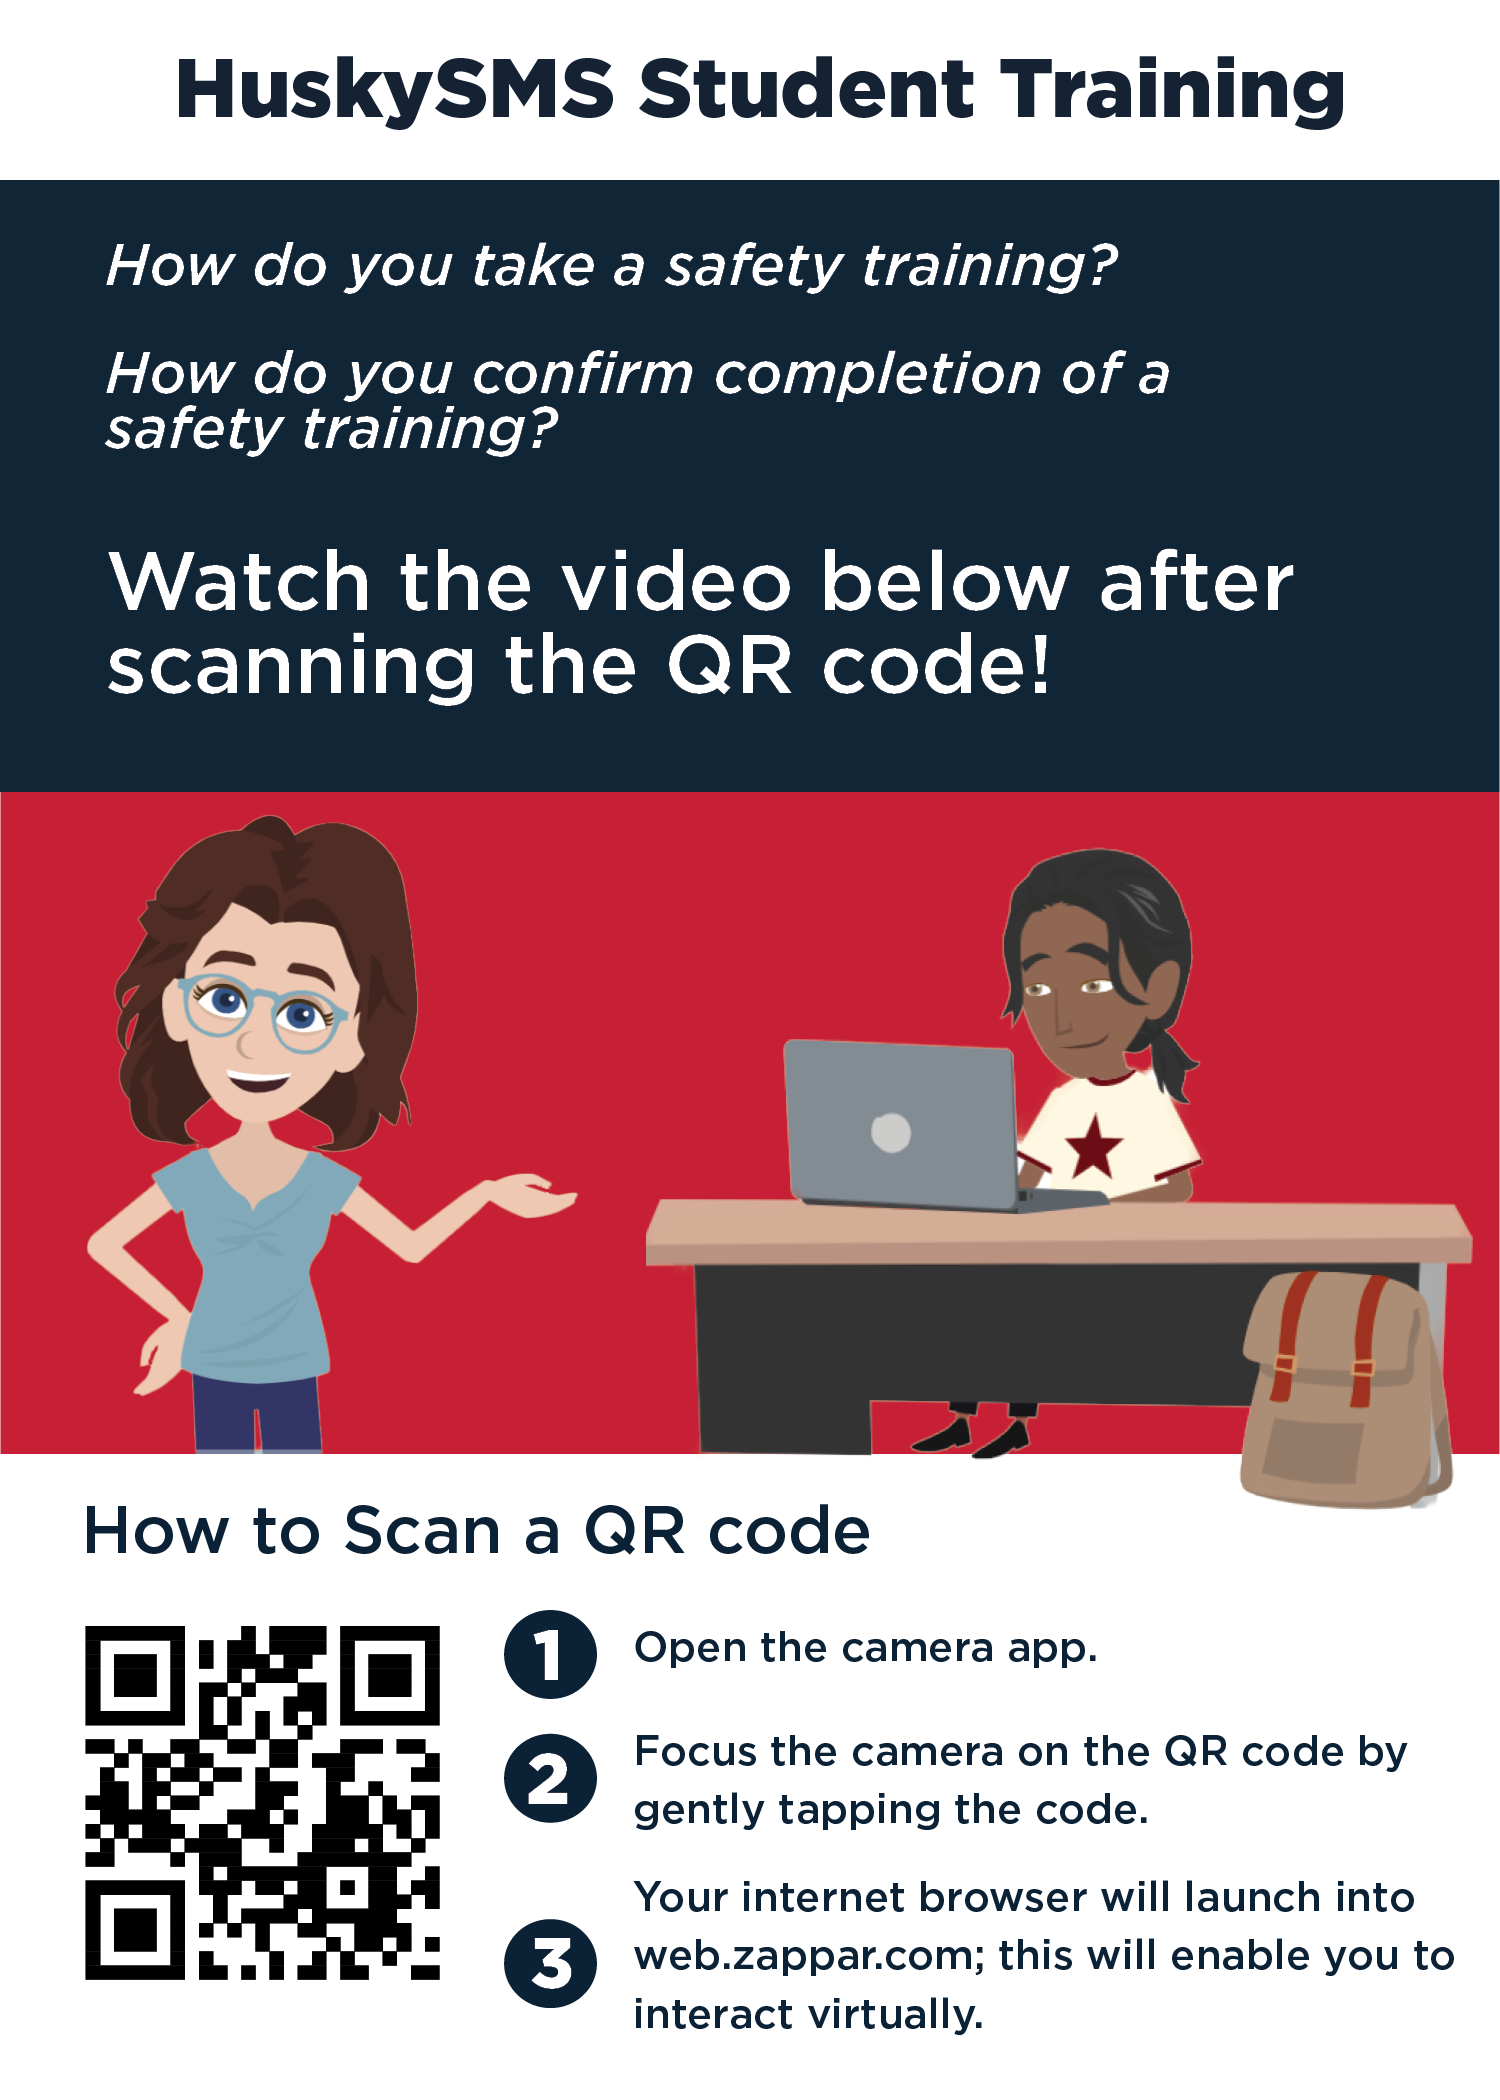 HuskySMS Student Training
How do you take a safety training?
How do you confirm completion of a
safety training?
Watch the video below after
scanning the QR code!
How to Scan a QR code
1
Open the camera app.
2
Focus the camera on the QR code by
gently tapping the code.
3
Your internet browser will launch into
web.zappar.com; this will enable you to
interact virtually.